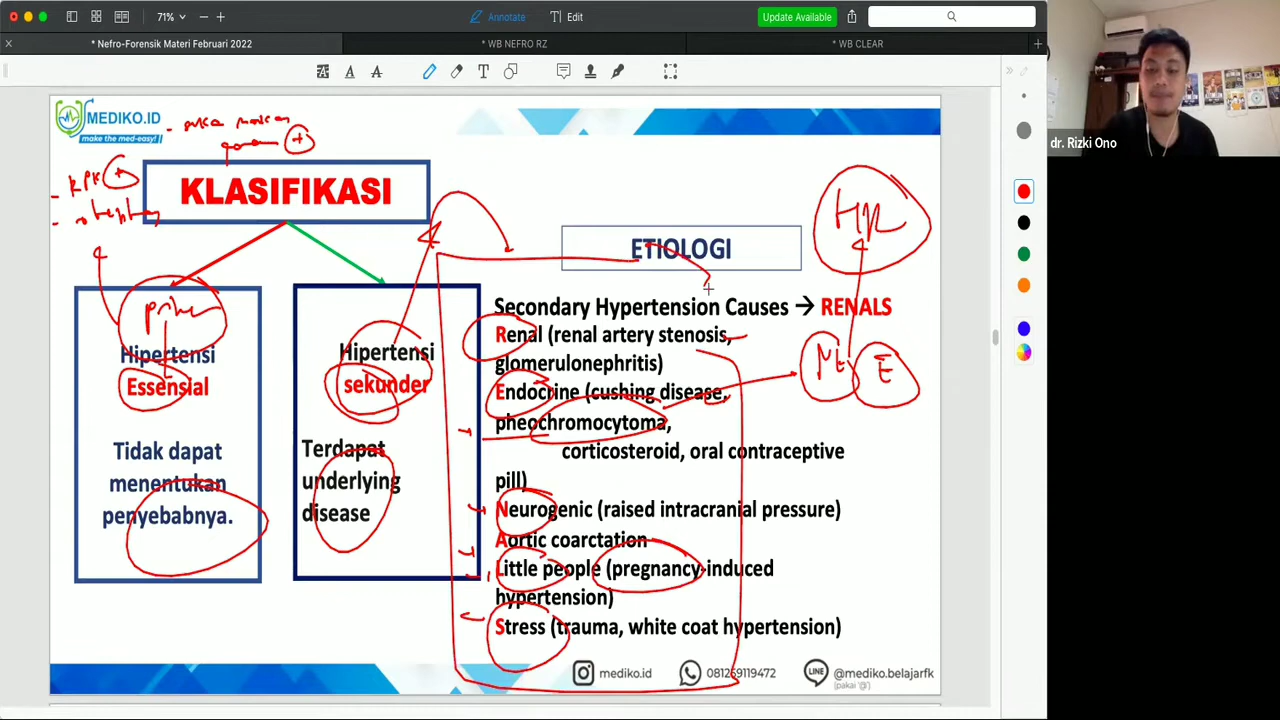 71%
Annotate
Edit
Update Available
* Nefro-Forensik Materi Februari 2022
* WB NEFRO RZ
* WB CLEAR
MEDIKO.ID
make the med-easy!
KLASIFIKASI
ETIOLOGI
Hipertensi
Essensial
Tidak dapat
menentukan
penyebabnya.
Hipertensi
sekunder
Terdapat
underlying
disease
Secondary Hypertension Causes → RENALS
Renal (renal artery stenosis,
glomerulonephritis)
Endocrine (cushing disease,
pheochromocytoma,
corticosteroid, oral contraceptive
pill)
Neurogenic (raised intracranial pressure)
Aortic coarctation
Little people (pregnancy-induced
hypertension)
Stress (trauma, white coat hypertension)
NE
E
mediko.id
081259119472
@mediko.belajarfk
(pakai '@')
dr. Rizki Ono